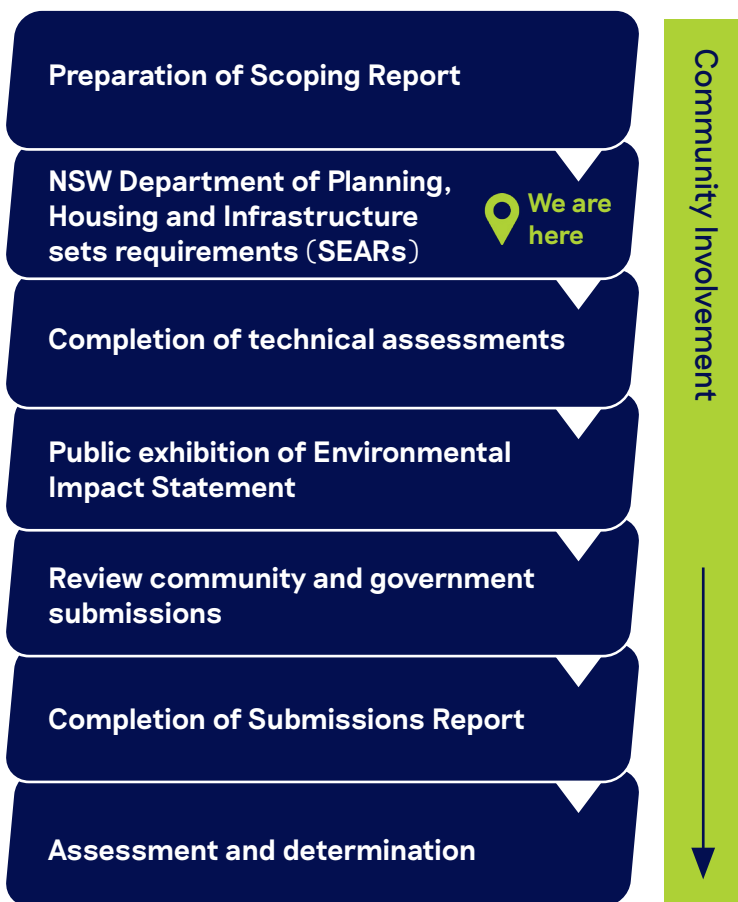 Preparation of Scoping Report
NSW Department of Planning,
Housing and Infrastructure
sets requirements (SEARs)
We are
here
Completion of technical assessments
Public exhibition of Environmental
Impact Statement
Review community and government
submissions
Completion of Submissions Report
Assessment and determination
Community Involvement